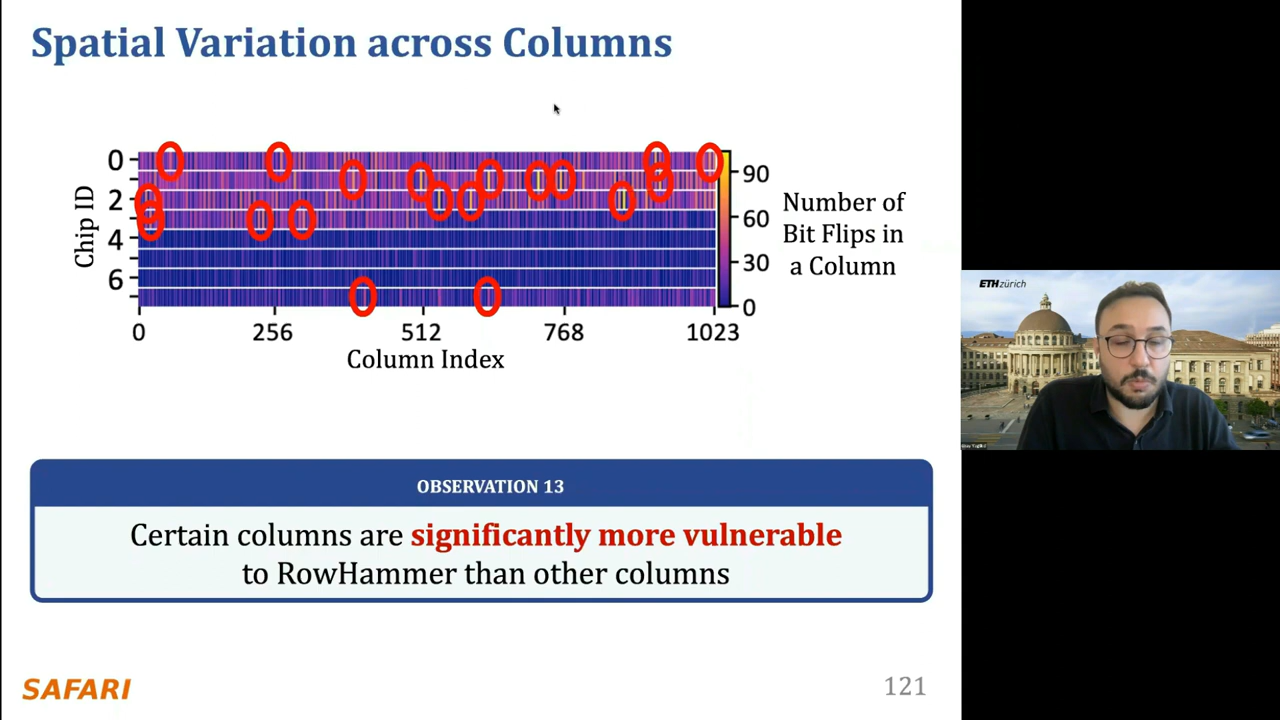 Spatial Variation across Columns
0
2
4
6
Chip ID
0
256
512
768
1023
Column Index
90
60
30
0
Number of
Bit Flips in
a Column
ETH zürich
OBSERVATION 13
Certain columns are significantly more vulnerable
to RowHammer than other columns
SAFARI
121